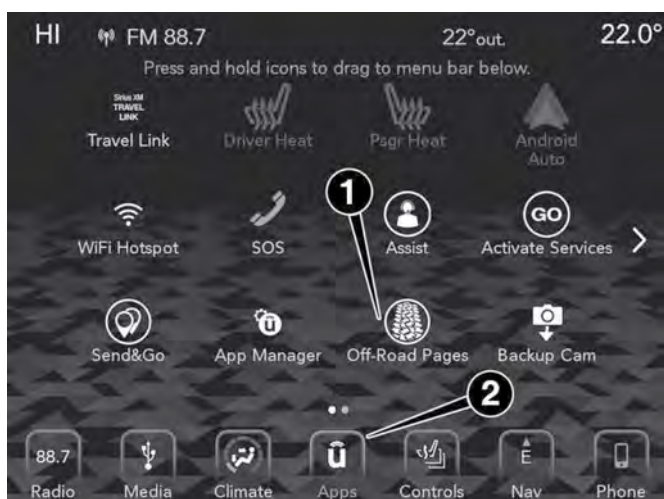 HI FM 88.7 22°out. 22.0°
Press and hold icons to drag to menu bar below.
Sirius XM
TRAVEL
LINK
Travel Link Driver Heat Psgr Heat Android
Auto
1
GO
WiFi Hotspot SOS Assist Activate Services
Send&Go App Manager Off-Road Pages Backup Cam
2
88.7 E
Radio Media Climate Apps Controls Nav Phone